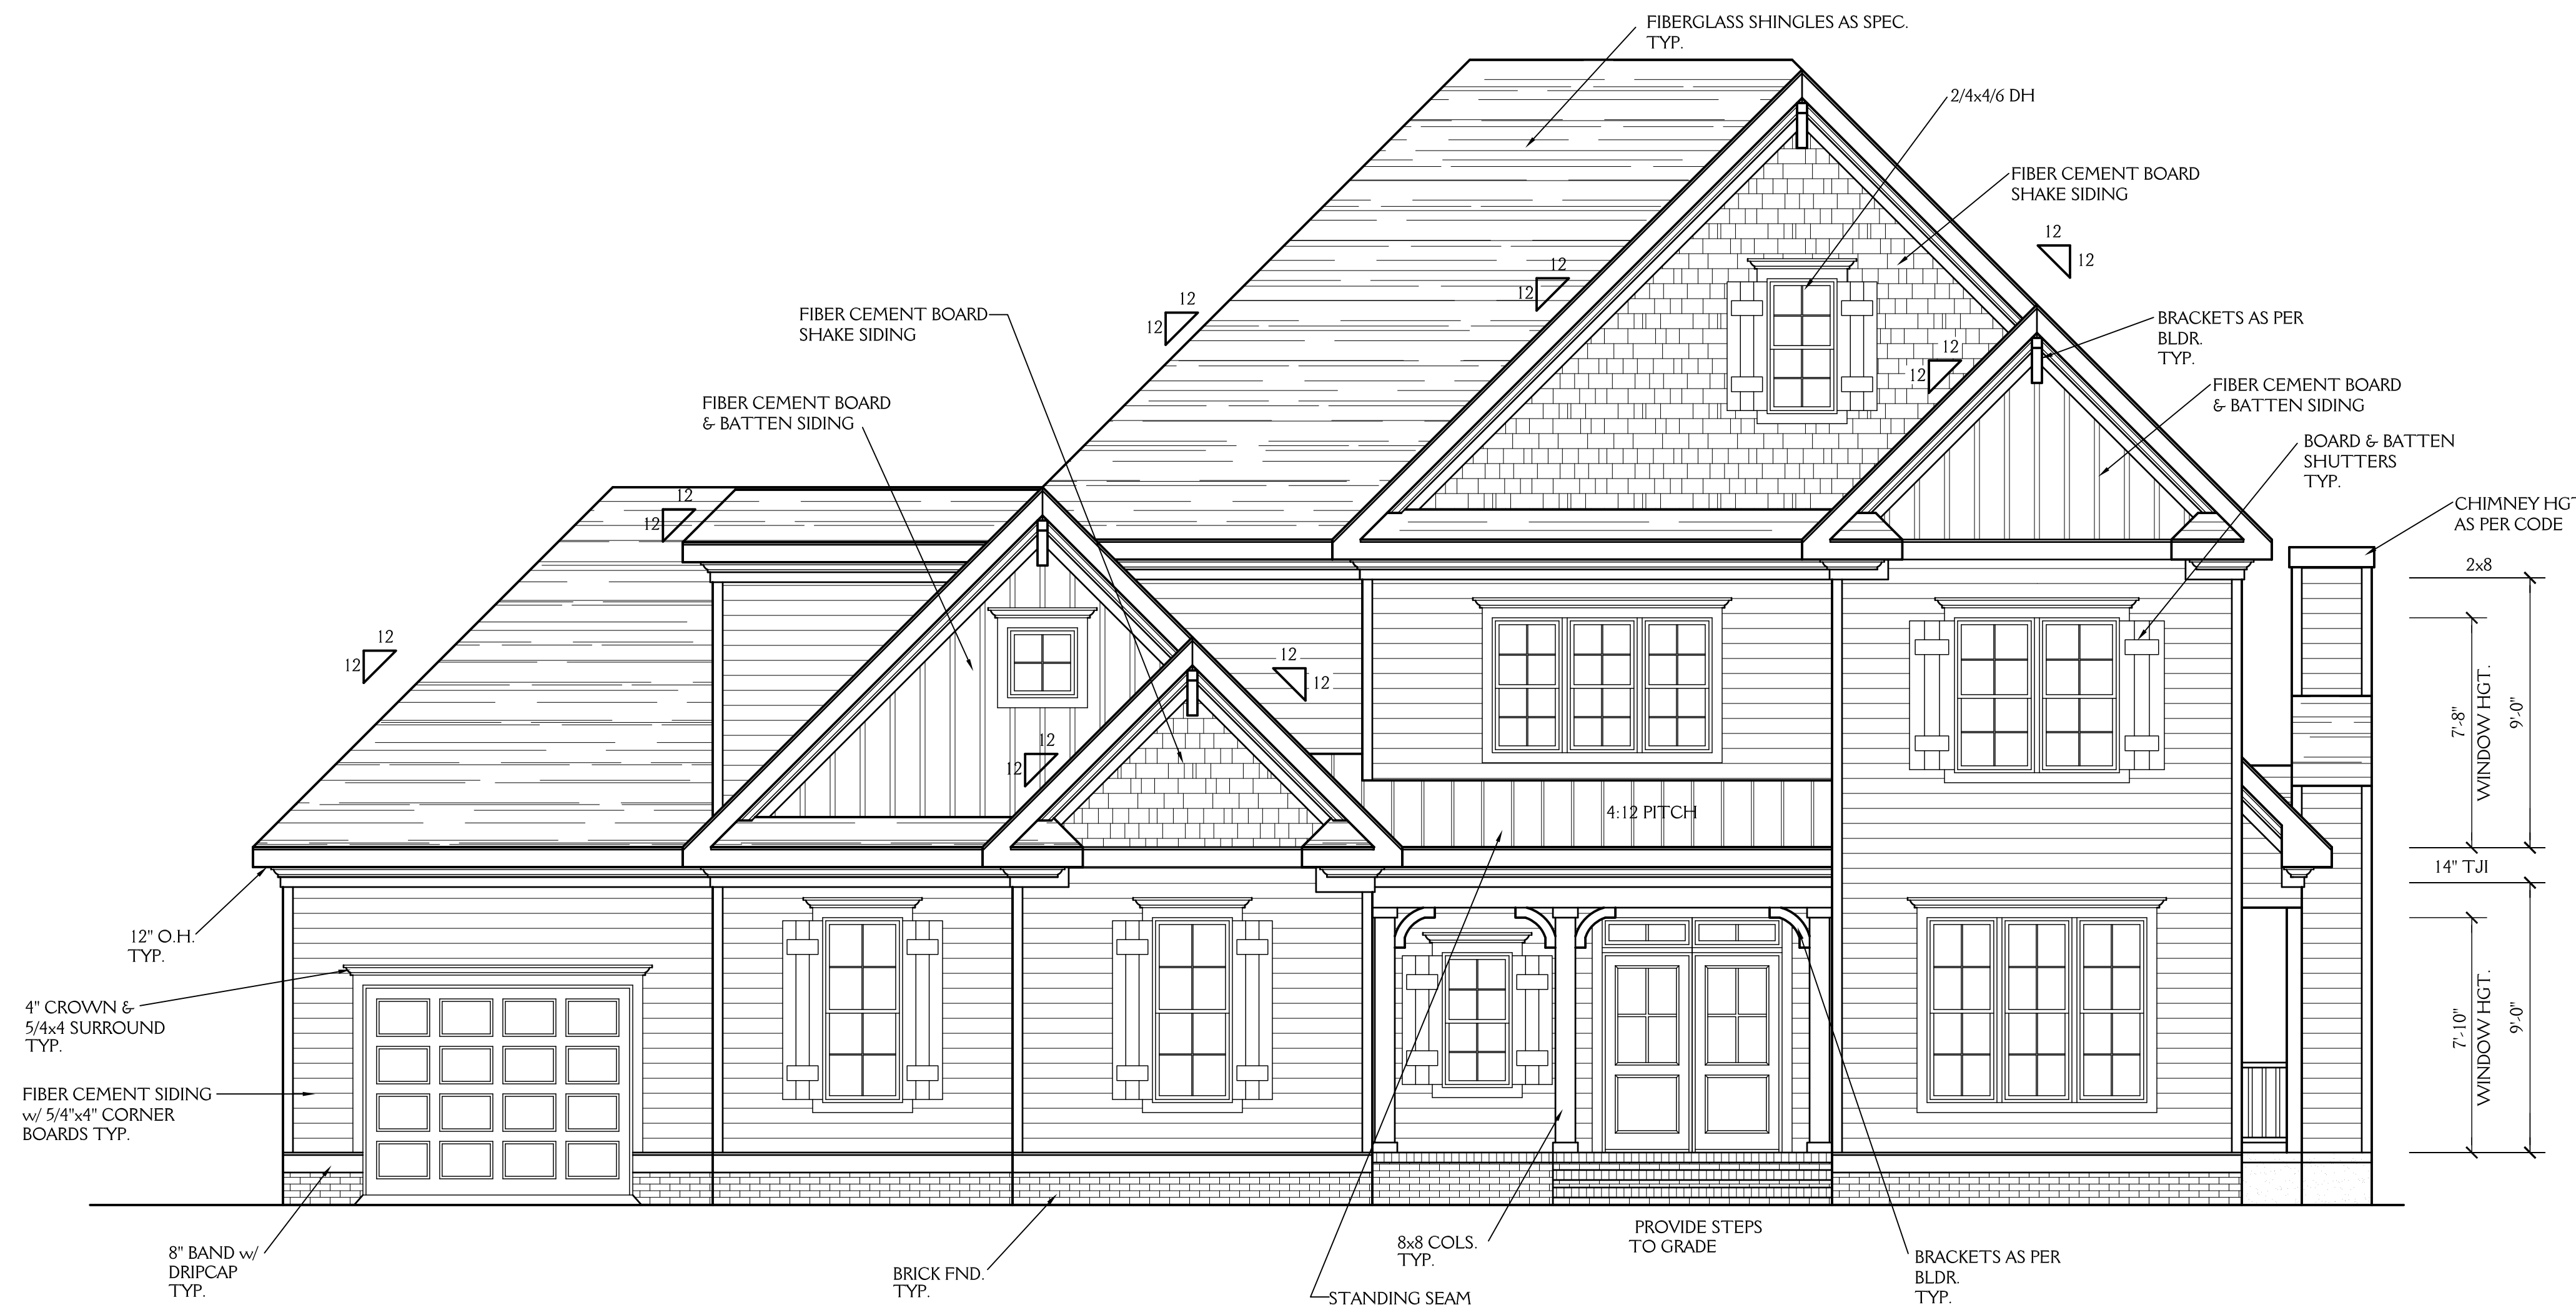 FIBERGLASS SHINGLES AS SPEC.
TYP.
2/4x4/6 DH
FIBER CEMENT BOARD
SHAKE SIDING
12
12
12
12
12
12
FIBER CEMENT BOARD
SHAKE SIDING
BRACKETS AS PER
BLDR.
TYP.
12
12
FIBER CEMENT BOARD
& BATTEN SIDING
FIBER CEMENT BOARD
& BATTEN SIDING
BOARD & BATTEN
SHUTTERS
TYP.
12
12
CHIMNEY HGT
AS PER CODE
2x8
12
12
12
12
7'-8"
WINDOW HGT.
9'-0"
12
12
4:12 PITCH
14" TJI
12" O.H.
TYP.
4" CROWN &
5/4x4 SURROUND
TYP.
7'-10"
WINDOW HGT.
9'-0"
FIBER CEMENT SIDING
w/ 5/4"x4" CORNER
BOARDS TYP.
8" BAND w/
DRIPCAP
TYP.
BRICK FND.
TYP.
8x8 COLS.
TYP.
PROVIDE STEPS
TO GRADE
BRACKETS AS PER
BLDR.
TYP.
STANDING SEAM